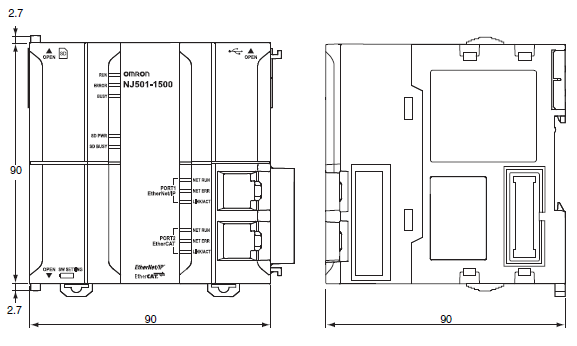 2.7
OPEN
SD
OPEN
RUN
ERROR
BUSY
omron
NJ501-1500
SD PWR
SD BUSY
90
PORT1
EtherNet/IP
NET RUN
NET ERR
LINK/ACT
PORT2
EtherCAT
NET RUN
NET ERR
LINK/ACT
OPEN
SW SETTING
EtherNet/IP
EtherCAT
2.7
90
90